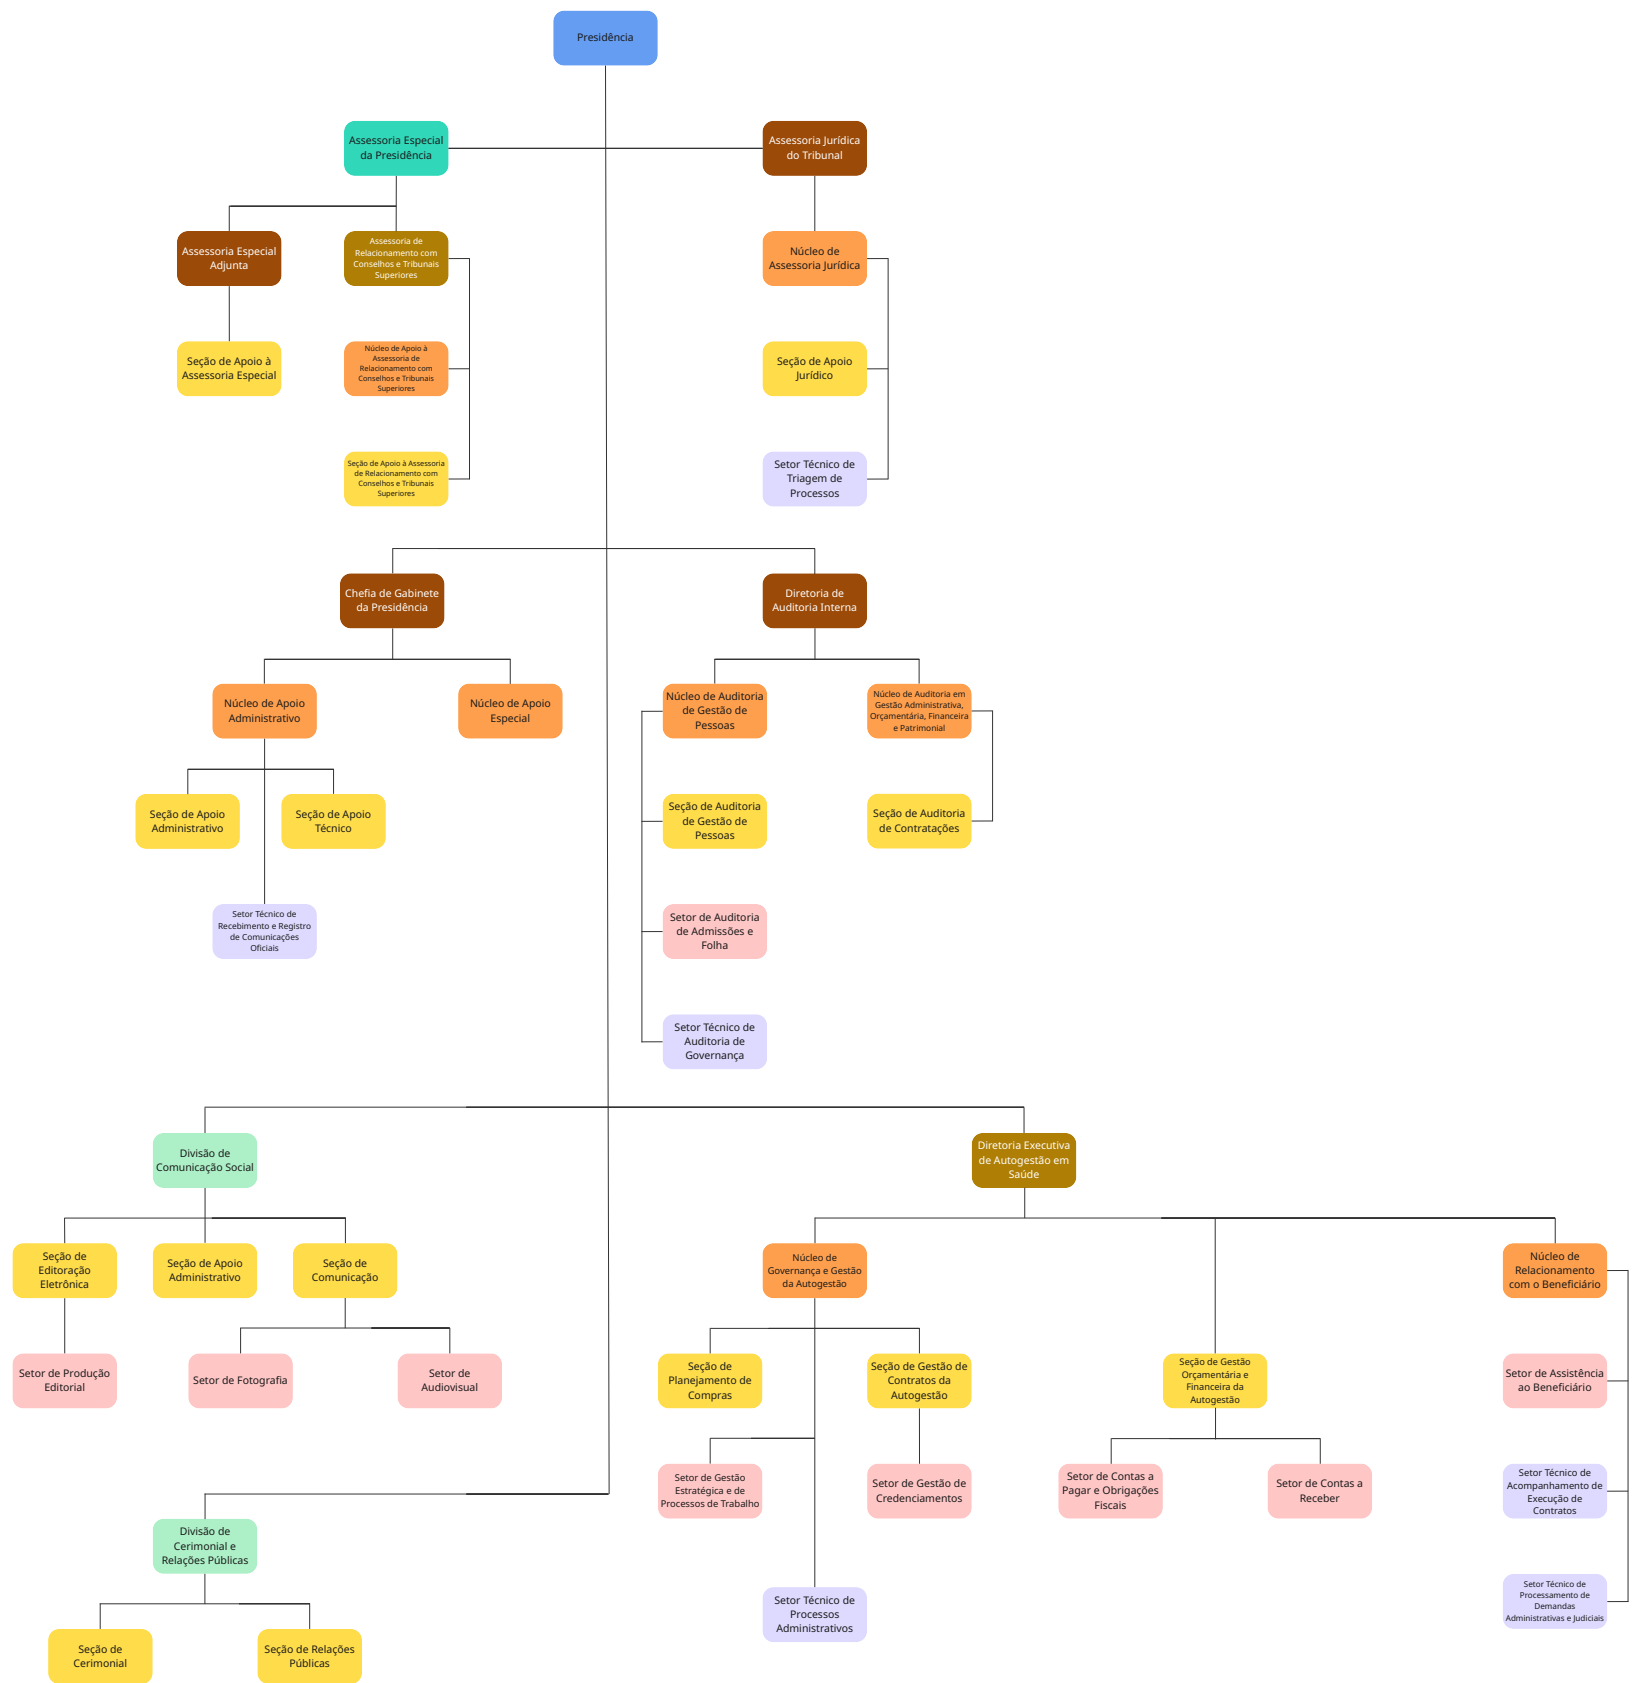 Presidência
Assessoria Especial
da Presidência
Assessoria Jurídica
do Tribunal
Assessoria Especial
Adjunta
Assessoria de
Relacionamento com
Conselhos e Tribunais
Superiores
Núcleo de
Assessoria Jurídica
Seção de Apoio à
Assessoria Especial
Núcleo de Apoio à
Assessoria de
Relacionamento com
Conselhos e Tribunais
Superiores
Seção de Apoio
Jurídico
Seção de Apoio à Assessoria
de Relacionamento com
Conselhos e Tribunais
Superiores
Setor Técnico de
Triagem de
Processos
Chefia de Gabinete
da Presidência
Diretoria de
Auditoria Interna
Núcleo de Apoio
Administrativo
Núcleo de Apoio
Especial
Núcleo de Auditoria
de Gestão de
Pessoas
Núcleo de Auditoria em
Gestão Administrativa,
Orçamentária, Financeira
e Patrimonial
Seção de Apoio
Administrativo
Seção de Apoio
Técnico
Seção de Auditoria
de Gestão de
Pessoas
Seção de Auditoria
de Contratações
Setor Técnico de
Recebimento e Registro
de Comunicações
Oficiais
Setor de Auditoria
de Admissões e
Folha
Setor Técnico de
Auditoria de
Governança
Divisão de
Comunicação Social
Diretoria Executiva
de Autogestão em
Saúde
Seção de
Editoração
Eletrônica
Seção de Apoio
Administrativo
Seção de
Comunicação
Núcleo de
Governança e Gestão
da Autogestão
Núcleo de
Relacionamento
com o Beneficiário
Setor de Produção
Editorial
Setor de Fotografia
Setor de
Audiovisual
Seção de
Planejamento de
Compras
Seção de Gestão de
Contratos da
Autogestão
Seção de Gestão
Orçamentária e
Financeira da
Autogestão
Setor de Assistência
ao Beneficiário
Setor de Gestão
Estratégica e de
Processos de Trabalho
Setor de Gestão de
Credenciamentos
Setor de Contas a
Pagar e Obrigações
Fiscais
Setor de Contas a
Receber
Setor Técnico de
Acompanhamento de
Execução de
Contratos
Divisão de
Cerimonial e
Relações Públicas
Setor Técnico de
Processos
Administrativos
Setor Técnico de
Processamento de
Demandas
Administrativas e Judiciais
Seção de
Cerimonial
Seção de Relações
Públicas